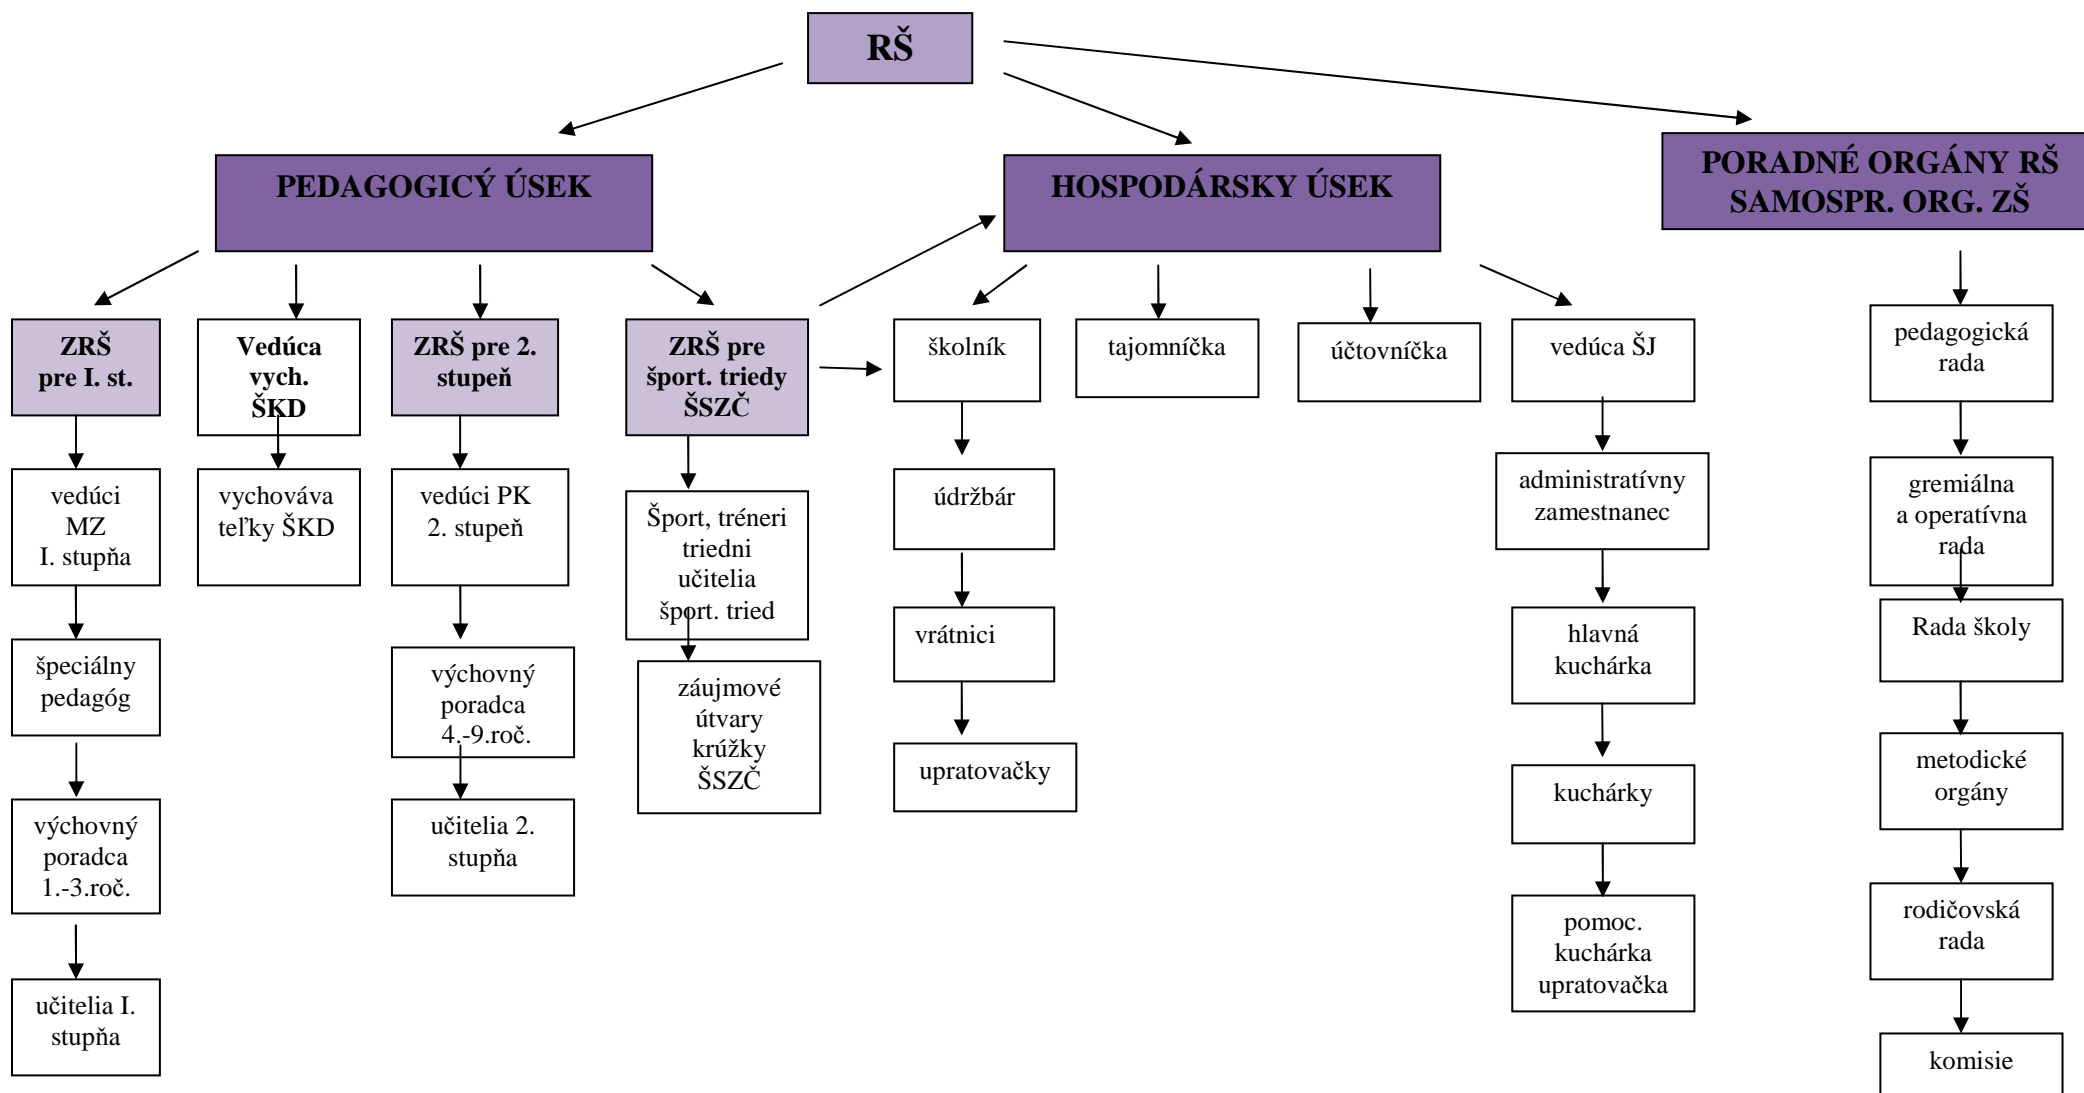 RŠ
PEDAGOGICÝ ÚSEK
HOSPODÁRSKY ÚSEK
PORADNÉ ORGÁNY RŠ
SAMOSPR. ORG. ZŠ
ZRŠ
pre I. st.
Vedúca
vych.
ŠKD
ZRŠ pre 2.
stupeň
ZRŠ pre
šport. triedy
ŠSZČ
školník
tajomníčka
účtovníčka
vedúca ŠJ
pedagogická
rada
vedúci
MZ
I. stupňa
vychováva
teľky ŠKD
vedúci PK
2. stupeň
Šport, tréneri
triedni
učitelia
šport. tried
údržbár
administratívny
zamestnanec
gremiálna
a operatívna
rada
špeciálny
pedagóg
výchovný
poradca
4.-9.roč.
záujmové
útvary
krúžky
ŠSZČ
vrátnici
hlavná
kuchárka
Rada školy
výchovný
poradca
1.-3.roč.
učitelia 2.
stupňa
upratovačky
kuchárky
metodické
orgány
učitelia I.
stupňa
pomoc.
kuchárka
upratovačka
rodičovská
rada
komisie